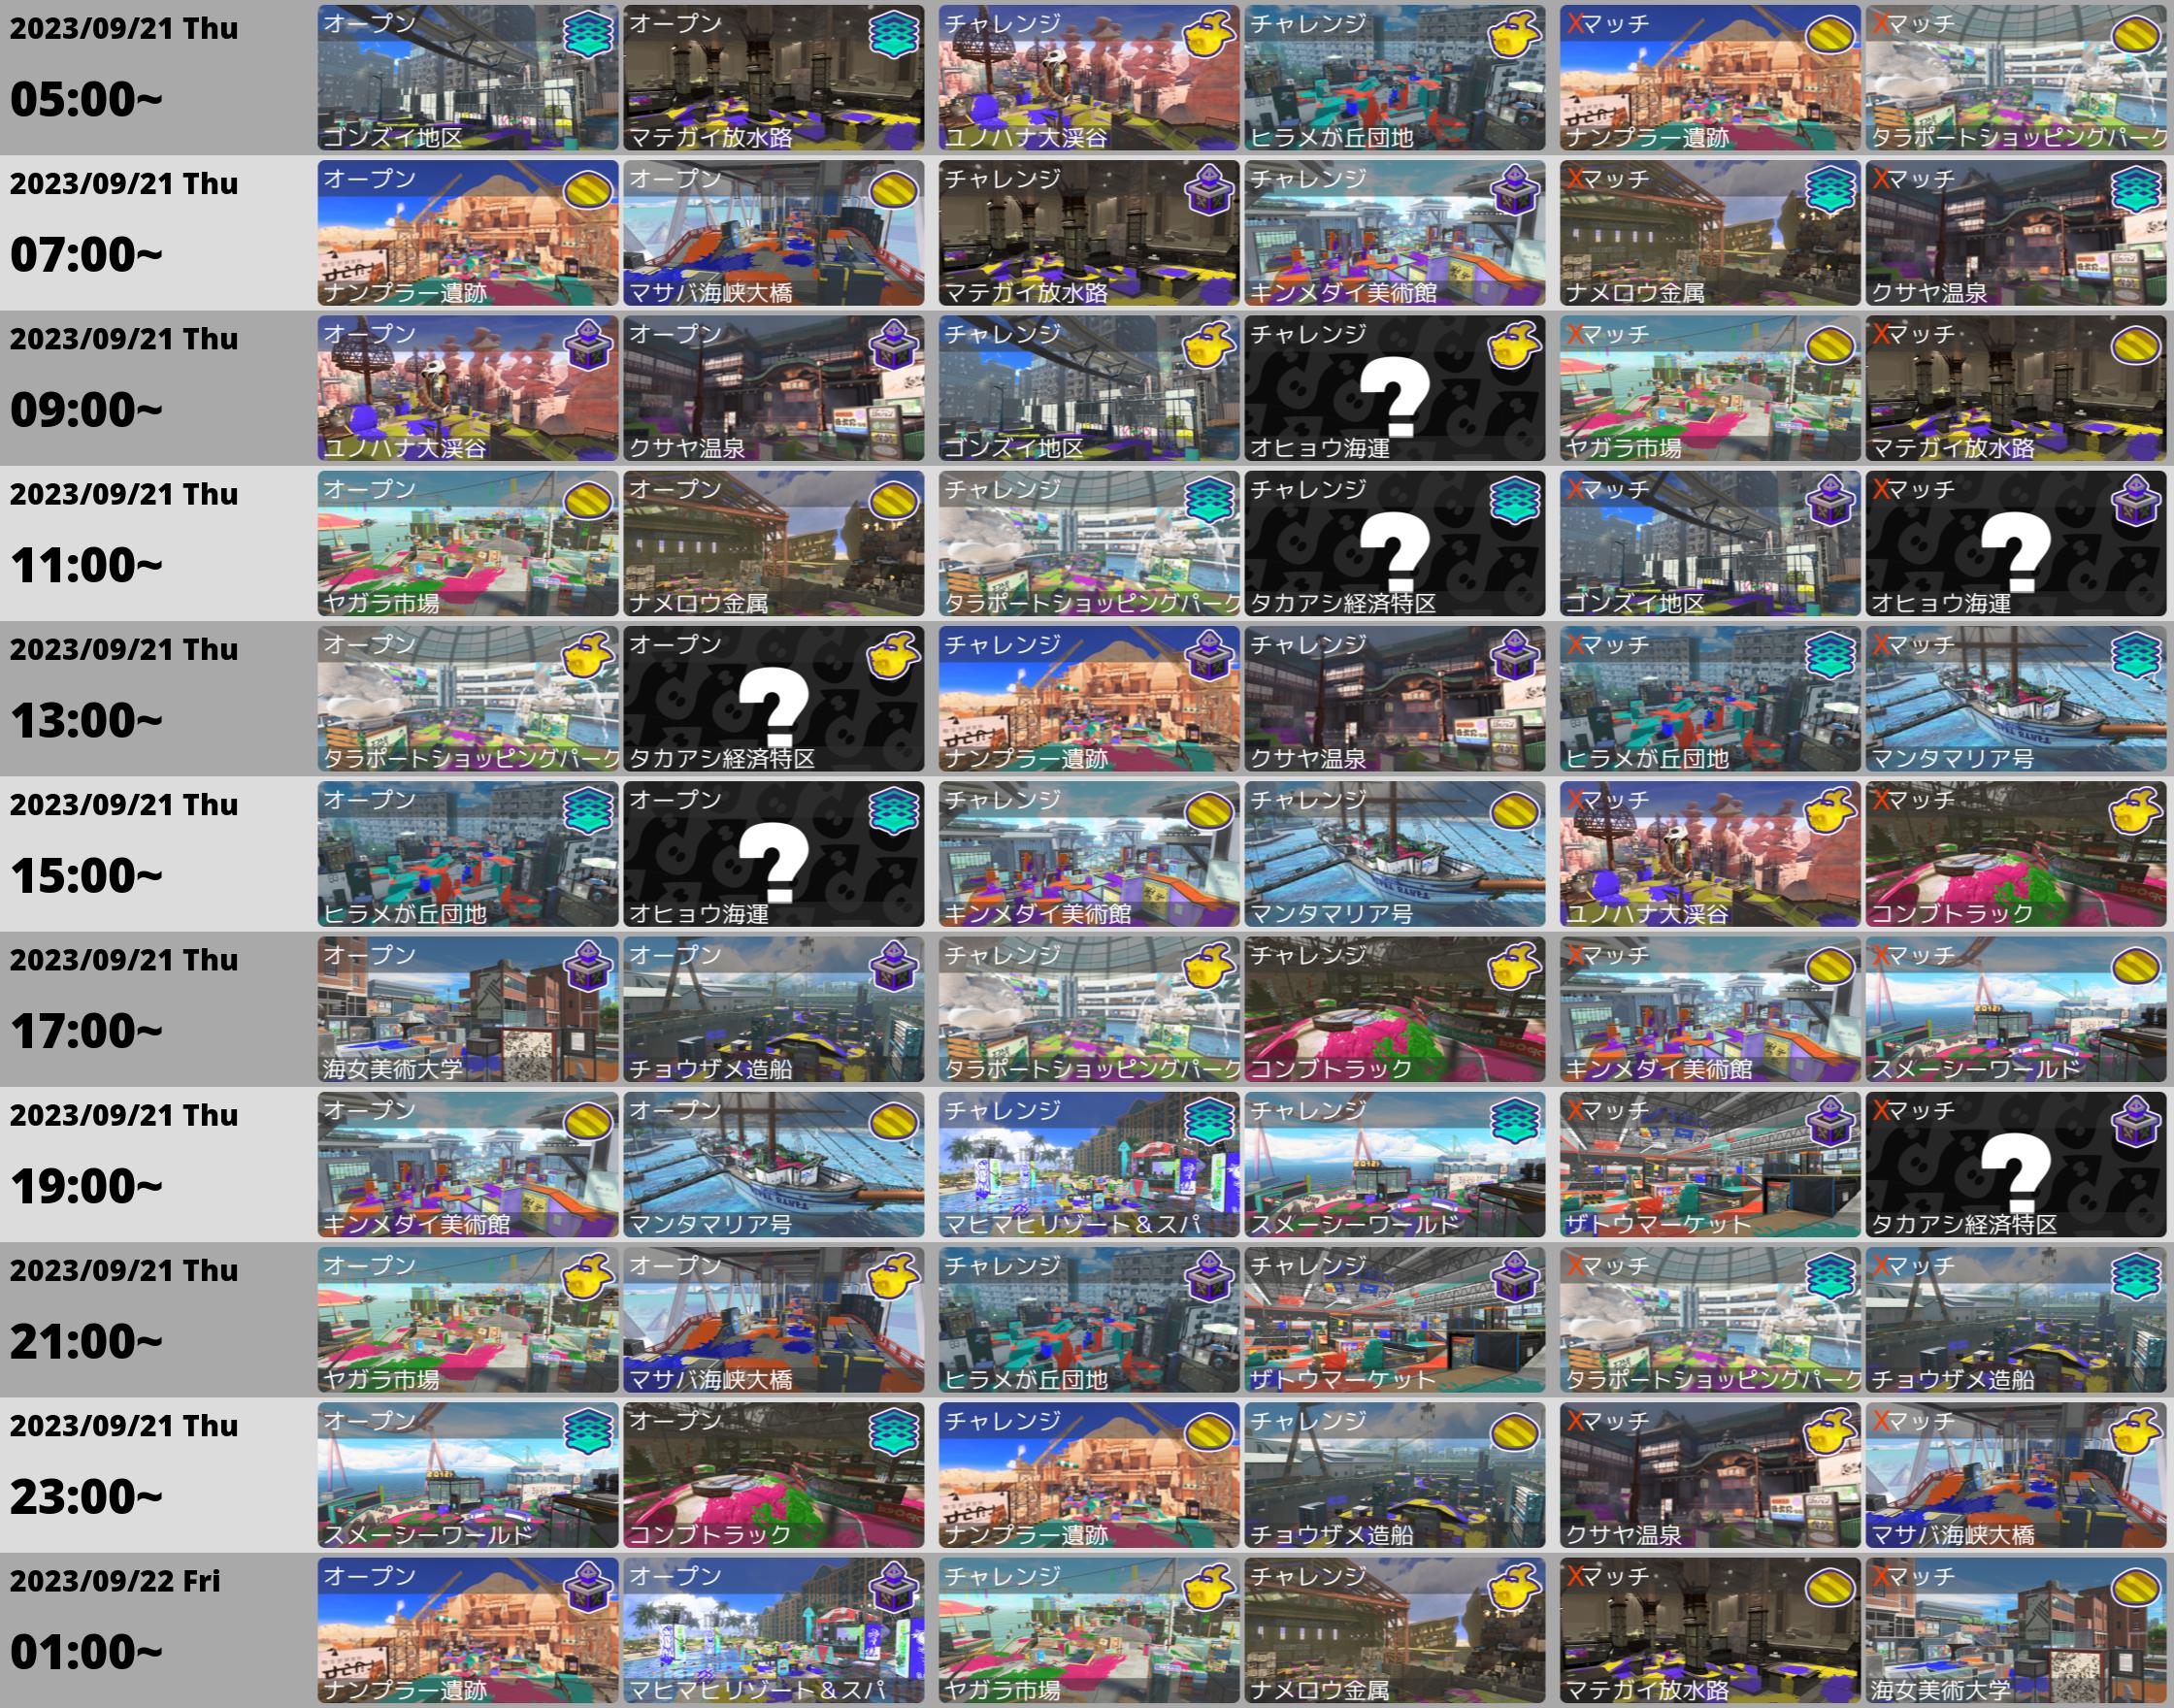 2023/09/21 Thu
05:00~
オープン
ゴンズイ地区
オープン
マテガイ放水路
チャレンジ
ユノハナ大渓谷
チャレンジ
ヒラメが丘団地
Xマッチ
ナンプラー遺跡
Xマッチ
タラポートショッピングパーク
2023/09/21 Thu
07:00~
オープン
ナンプラー遺跡
オープン
マサバ海峡大橋
チャレンジ
マテガイ放水路
チャレンジ
キンメダイ美術館
Xマッチ
ナメロウ金属
Xマッチ
クサヤ温泉
2023/09/21 Thu
09:00~
オープン
ユノハナ大渓谷
オープン
クサヤ温泉
チャレンジ
ゴンズイ地区
チャレンジ
?
オヒョウ海運
Xマッチ
ヤガラ市場
Xマッチ
マテガイ放水路
2023/09/21 Thu
11:00~
オープン
ヤガラ市場
オープン
ナメロウ金属
チャレンジ
タラポートショッピングパーク
チャレンジ
?
タカアシ経済特区
Xマッチ
ゴンズイ地区
Xマッチ
?
オヒョウ海運
2023/09/21 Thu
13:00~
オープン
タラポートショッピングパーク
オープン
?
タカアシ経済特区
チャレンジ
ナンプラー遺跡
チャレンジ
クサヤ温泉
Xマッチ
ヒラメが丘団地
Xマッチ
マンタマリア号
2023/09/21 Thu
15:00~
オープン
ヒラメが丘団地
オープン
?
オヒョウ海運
チャレンジ
キンメダイ美術館
チャレンジ
マンタマリア号
Xマッチ
ユノハナ大渓谷
Xマッチ
コンブトラック
2023/09/21 Thu
17:00~
オープン
海女美術大学
オープン
チョウザメ造船
チャレンジ
タラポートショッピングパーク
チャレンジ
コンブトラック
Xマッチ
キンメダイ美術館
Xマッチ
スメーシーワールド
2023/09/21 Thu
19:00~
オープン
キンメダイ美術館
オープン
マンタマリア号
チャレンジ
マヒマヒリゾート＆スパ
チャレンジ
スメーシーワールド
Xマッチ
ザトウマーケット
Xマッチ
?
タカアシ経済特区
2023/09/21 Thu
21:00~
オープン
ヤガラ市場
オープン
マサバ海峡大橋
チャレンジ
ヒラメが丘団地
チャレンジ
ザトウマーケット
Xマッチ
タラポートショッピングパーク
Xマッチ
チョウザメ造船
2023/09/21 Thu
23:00~
オープン
スメーシーワールド
オープン
コンブトラック
チャレンジ
ナンプラー遺跡
チャレンジ
チョウザメ造船
Xマッチ
クサヤ温泉
Xマッチ
マサバ海峡大橋
2023/09/22 Fri
01:00~
オープン
ナンプラー遺跡
オープン
マヒマヒリゾート＆スパ
チャレンジ
ヤガラ市場
チャレンジ
ナメロウ金属
Xマッチ
マテガイ放水路
Xマッチ
海女美術大学